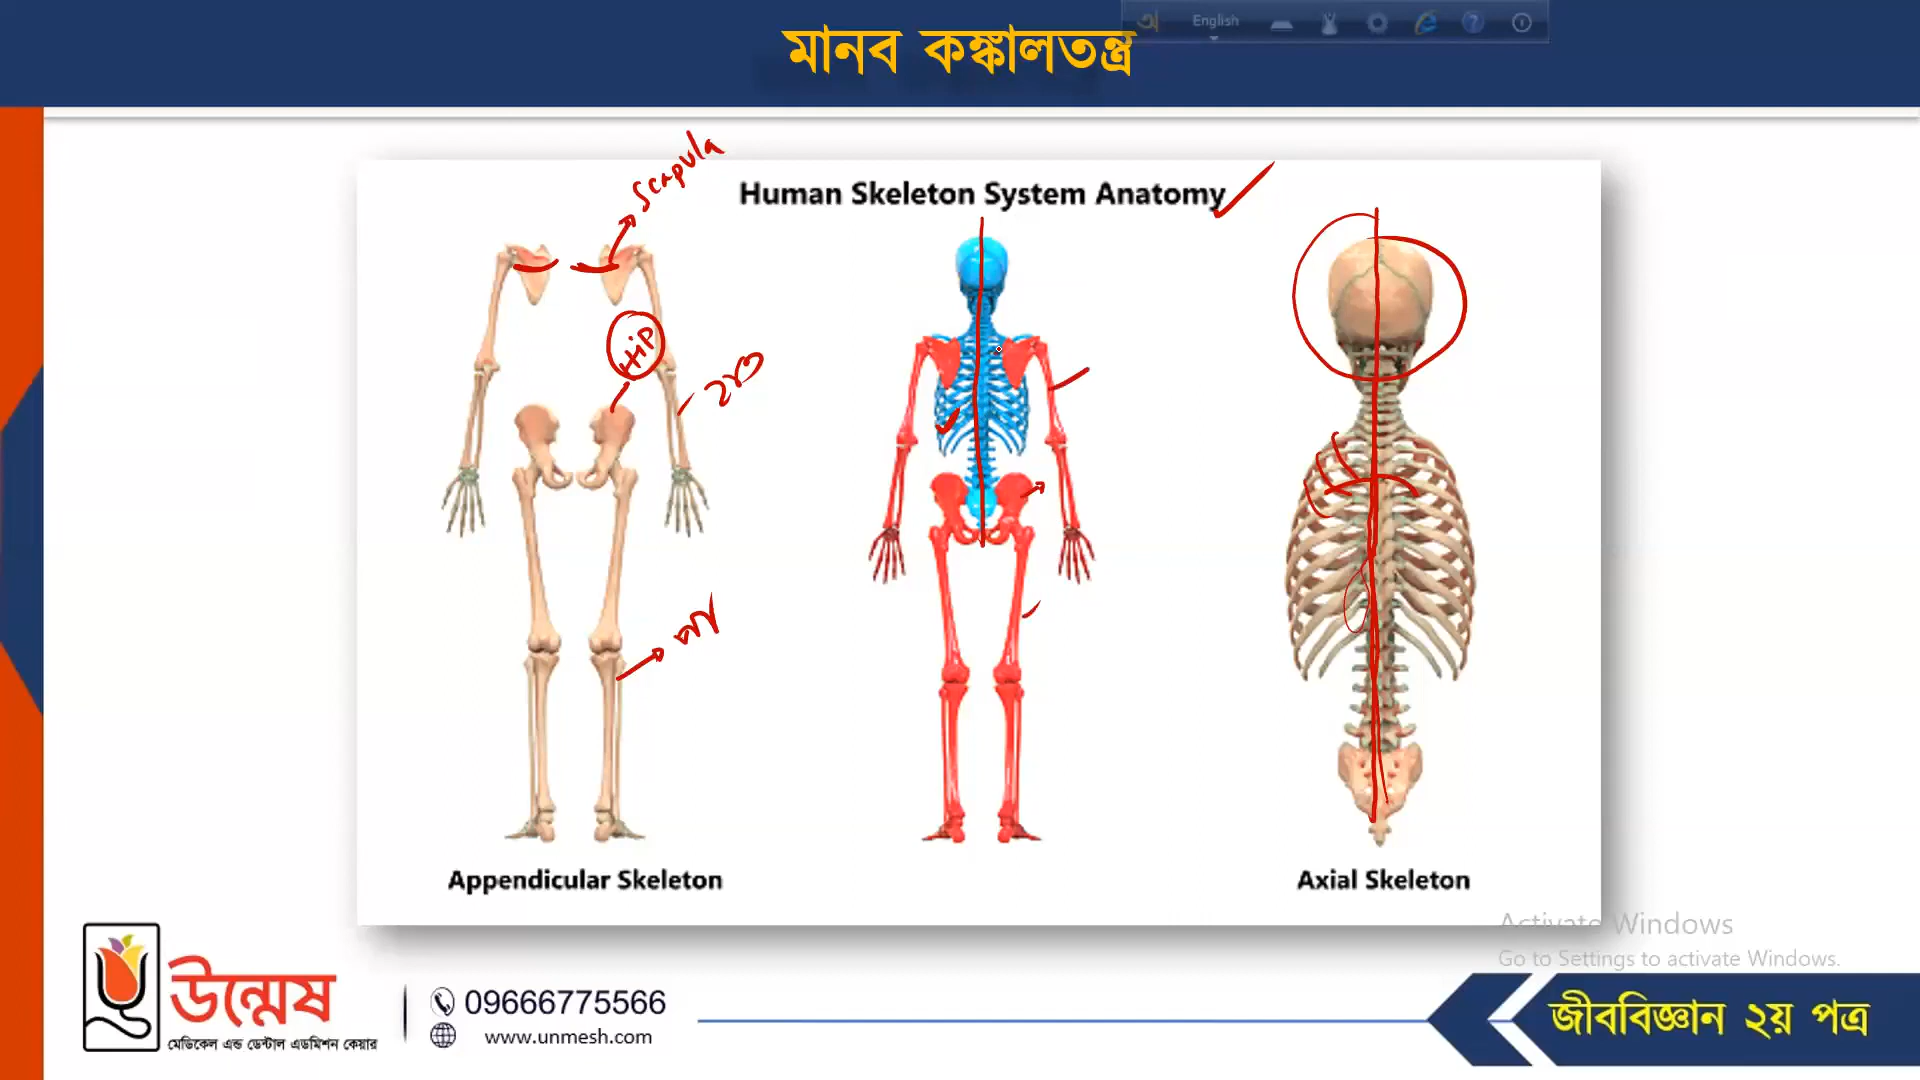 মানব কঙ্কালতন্ত্র
English
Scapula
Human Skeleton System Anatomy
Hip
হাত
পা
Appendicular Skeleton
Axial Skeleton
Activate Windows
Go to Settings to activate Windows.
উন্মেষ
মেডিকেল এন্ড ডেন্টাল এডমিশন কেয়ার
09666775566
www.unmesh.com
জীববিজ্ঞান ২য় পত্র